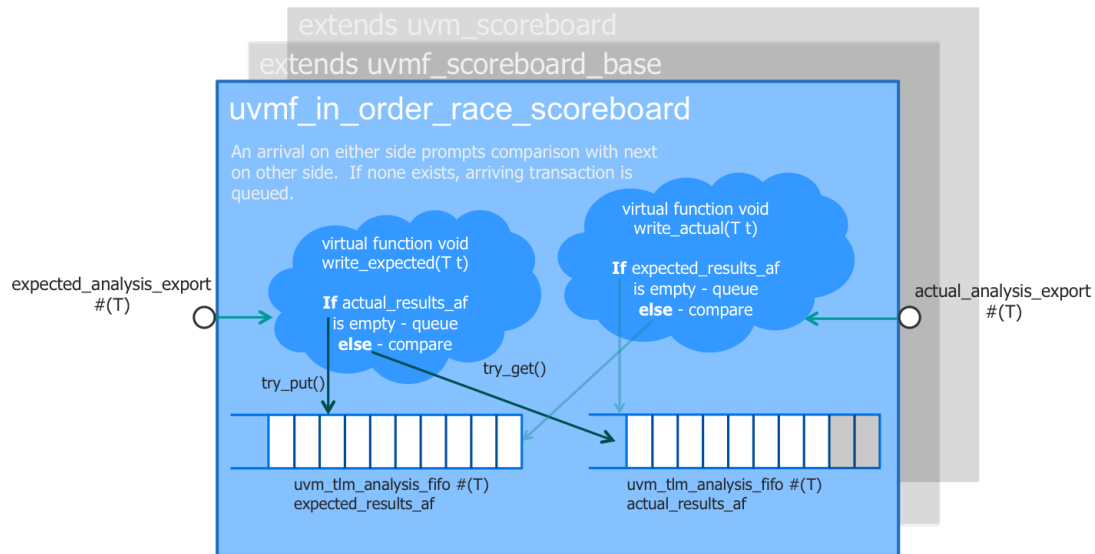 extends uvm_scoreboard
extends uvmf_scoreboard_base
uvmf_in_order_race_scoreboard
An arrival on either side prompts comparison with next
on other side.  If none exists, arriving transaction is
queued.
virtual function void
write_expected(T t)
If actual_results_af
is empty - queue
else - compare
virtual function void
write_actual(T t)
If expected_results_af
is empty - queue
else - compare
expected_analysis_export
#(T)
actual_analysis_export
#(T)
try_put()
try_get()
uvm_tlm_analysis_fifo #(T)
expected_results_af
uvm_tlm_analysis_fifo #(T)
actual_results_af